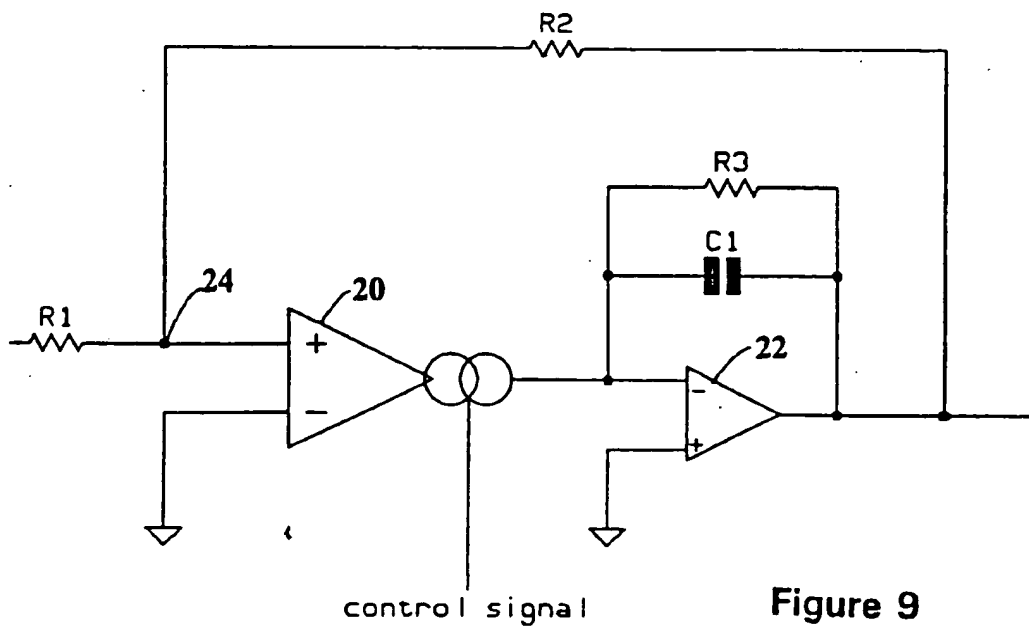 R2
R3
C1
24
20
R1
+
−
22
-
+
control signal
Figure 9